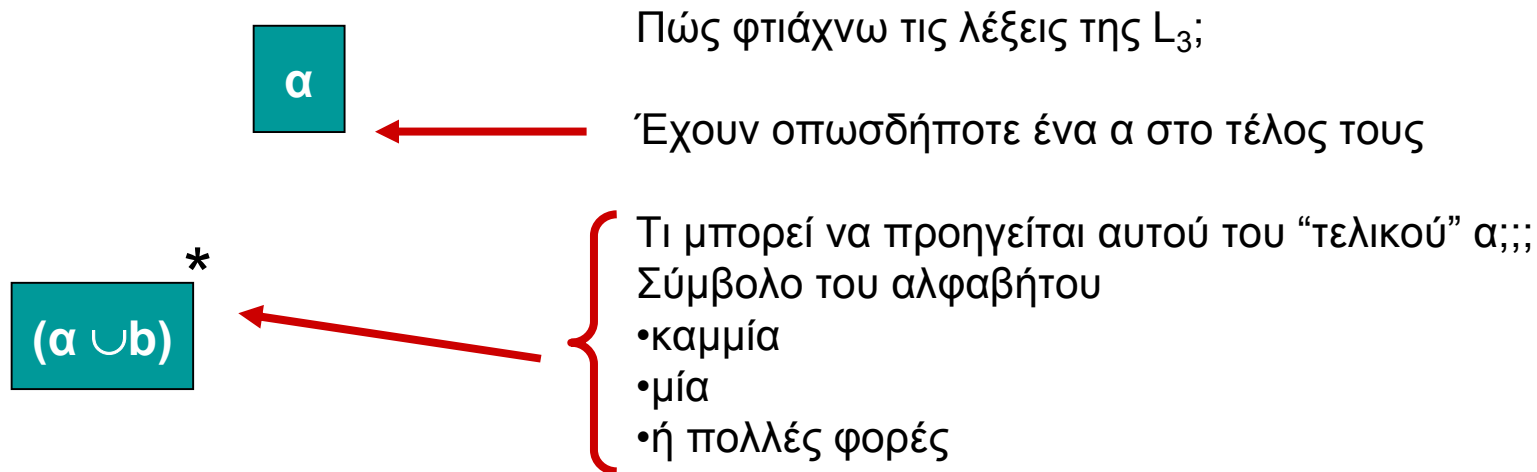 Πώς φτιάχνω τις λέξεις της L₃;
α
Έχουν οπωσδήποτε ένα α στο τέλος τους
Τι μπορεί να προηγείται αυτού του “τελικού” α;;;
*
Σύμβολο του αλφαβήτου
(α ∪b)
•καμμία
•μία
•ή πολλές φορές